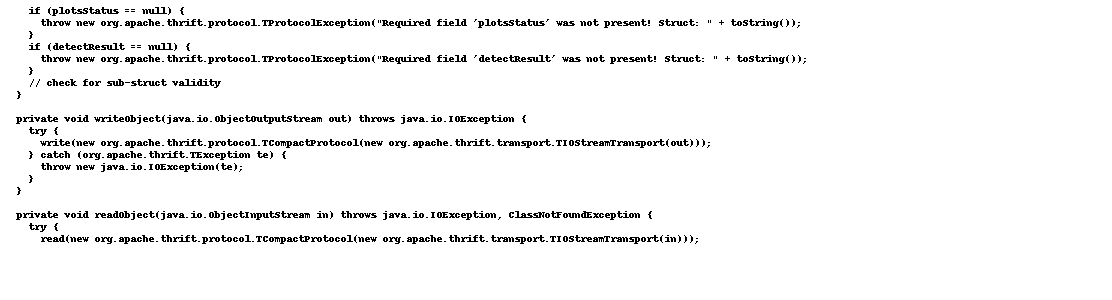 if (plotsStatus == null) {
throw new org.apache.thrift.protocol.TProtocolException("Required field 'plotsStatus' was not present! Struct: " + toString());
}
if (detectResult == null) {
throw new org.apache.thrift.protocol.TProtocolException("Required field 'detectResult' was not present! Struct: " + toString());
}
// check for sub-struct validity
}
private void writeObject(java.io.ObjectOutputStream out) throws java.io.IOException {
try {
write(new org.apache.thrift.protocol.TCompactProtocol(new org.apache.thrift.transport.TIOStreamTransport(out)));
} catch (org.apache.thrift.TException te) {
throw new java.io.IOException(te);
}
}
private void readObject(java.io.ObjectInputStream in) throws java.io.IOException, ClassNotFoundException {
try {
read(new org.apache.thrift.protocol.TCompactProtocol(new org.apache.thrift.transport.TIOStreamTransport(in)));